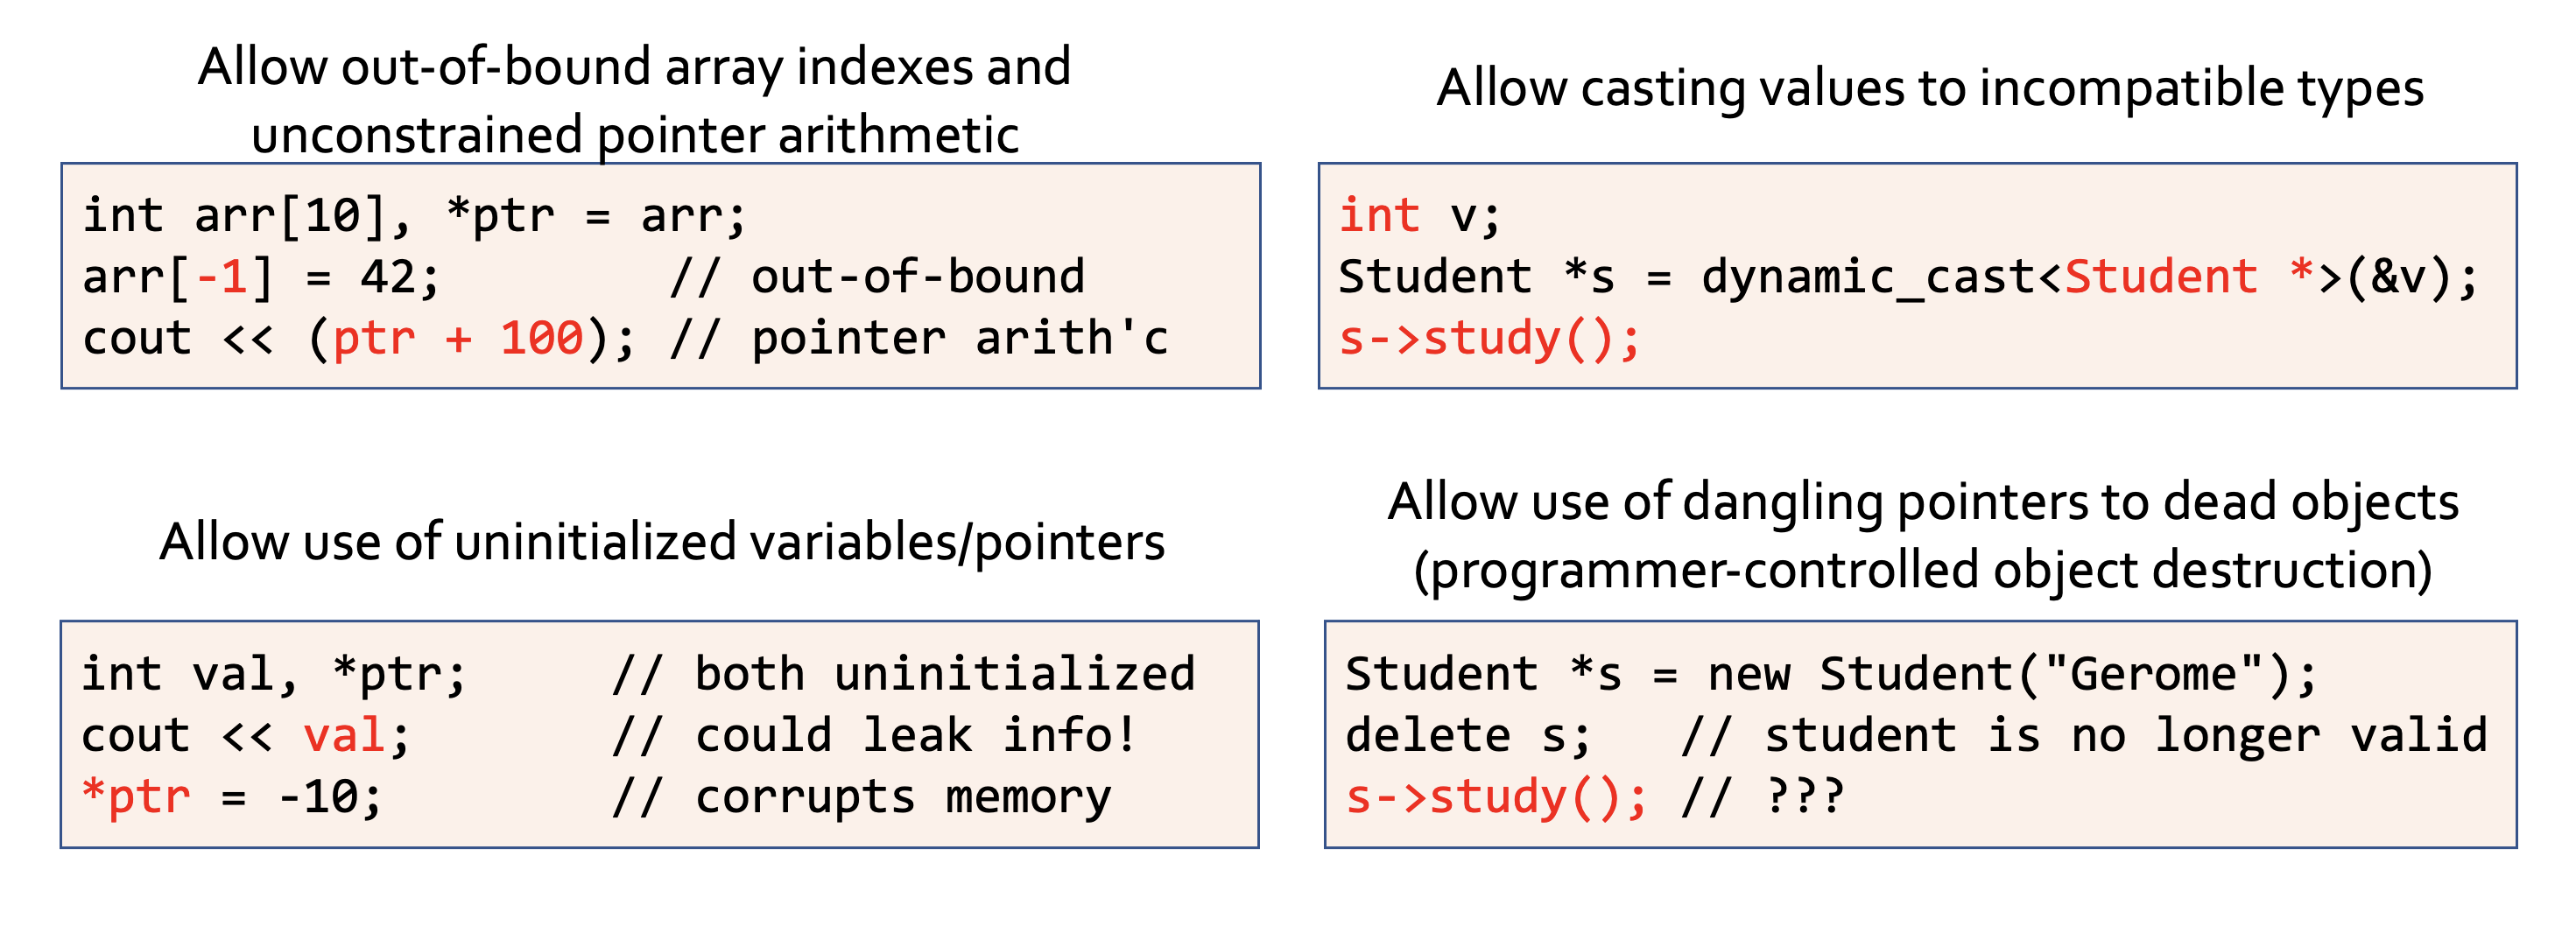 Allow out-of-bound array indexes and
unconstrained pointer arithmetic
int arr[10], *ptr = arr;
arr[-1] = 42;        // out-of-bound
cout << (ptr + 100); // pointer arith'c
Allow casting values to incompatible types
int v;
Student *s = dynamic_cast<Student *>(&v);
s->study();
Allow use of uninitialized variables/pointers
int val, *ptr;     // both uninitialized
cout << val;       // could leak info!
*ptr = -10;        // corrupts memory
Allow use of dangling pointers to dead objects
(programmer-controlled object destruction)
Student *s = new Student("Gerome");
delete s;   // student is no longer valid
s->study(); // ???